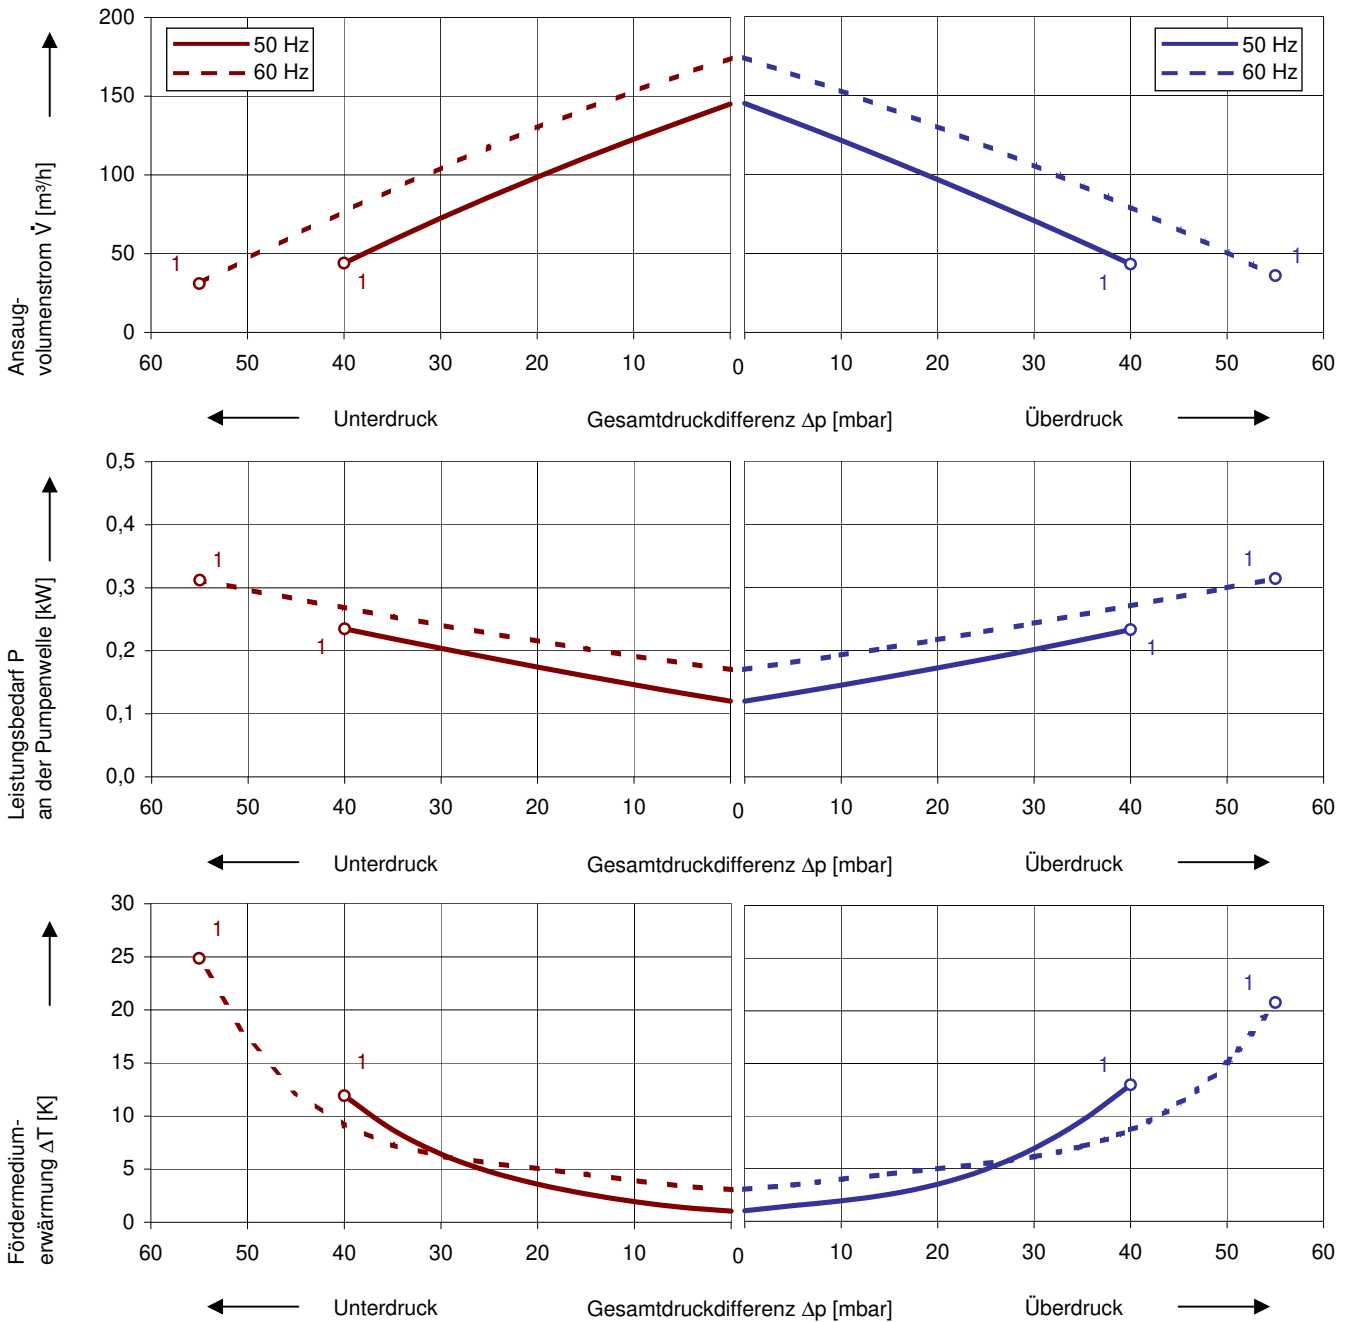 200
150
100
50
0
50 Hz
60 Hz
50 Hz
60 Hz
1
1
1
1
Ansaug-
volumenstrom V̇ [m³/h]
60 50 40 30 20 10 0 10 20 30 40 50 60
Unterdruck Gesamtdruckdifferenz Δp [mbar] Überdruck
0,5
0,4
0,3
0,2
0,1
0,0
1
1
1
1
Leistungsbedarf P
an der Pumpenwelle [kW]
60 50 40 30 20 10 0 10 20 30 40 50 60
Unterdruck Gesamtdruckdifferenz Δp [mbar] Überdruck
30
25
20
15
10
5
0
1
1
1
1
Fördermedium-
erwärmung ΔT [K]
60 50 40 30 20 10 0 10 20 30 40 50 60
Unterdruck Gesamtdruckdifferenz Δp [mbar] Überdruck